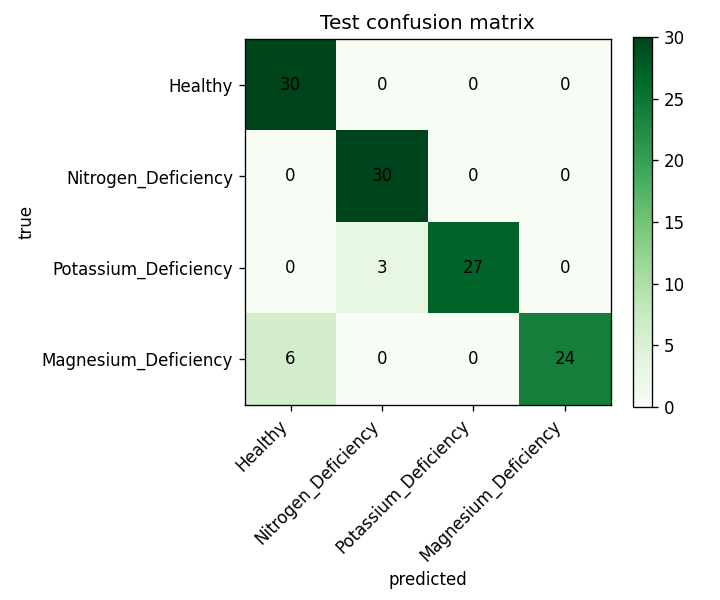 Test confusion matrix
true
Healthy 30 0 0 0
Nitrogen_Deficiency 0 30 0 0
Potassium_Deficiency 0 3 27 0
Magnesium_Deficiency 6 0 0 24
Healthy Nitrogen_Deficiency Potassium_Deficiency Magnesium_Deficiency
predicted
30
25
20
15
10
5
0